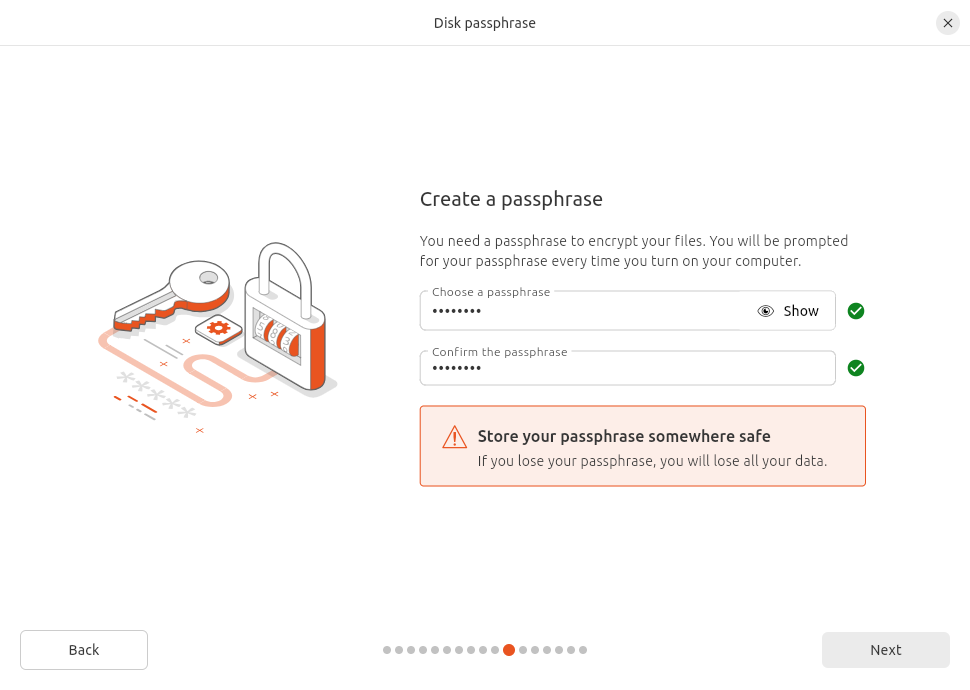 Disk passphrase
Create a passphrase
You need a passphrase to encrypt your files. You will be prompted
for your passphrase every time you turn on your computer.
Choose a passphrase
••••••••
Show
Confirm the passphrase
••••••••
Store your passphrase somewhere safe
If you lose your passphrase, you will lose all your data.
Back
Next